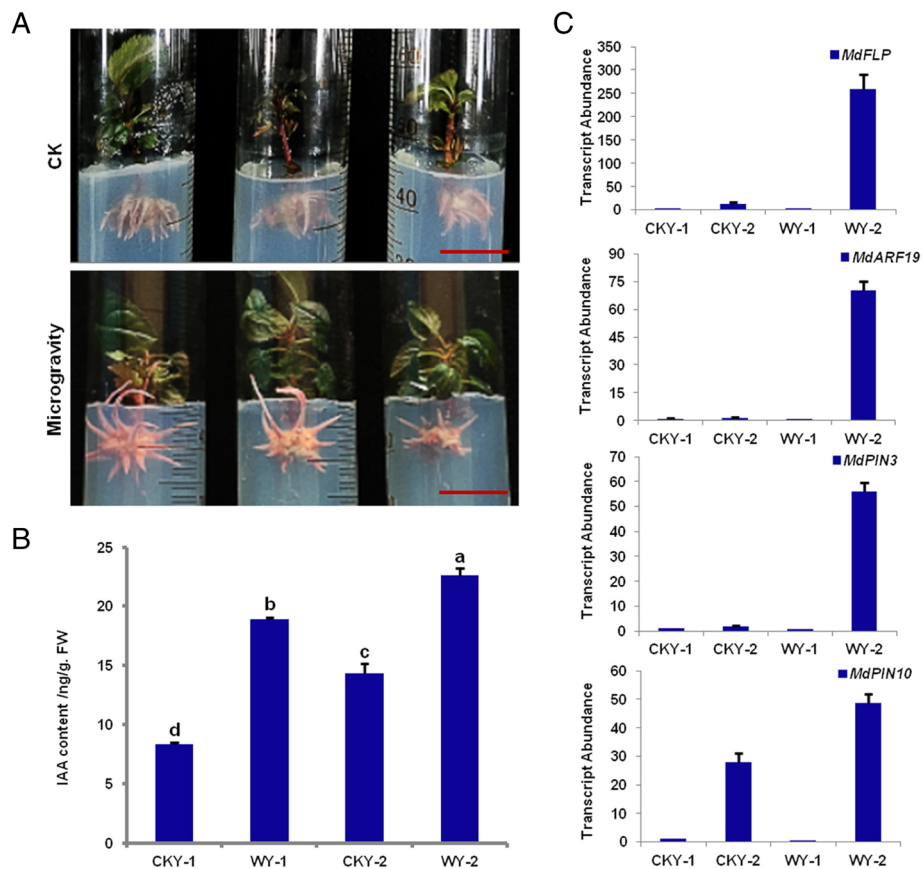 A
CK
60
40
40
Microgravity
B
25
20
15
10
5
0
IAA content /ng/g. FW
d
b
c
a
CKY-1 WY-1 CKY-2 WY-2
C
MdFLP
350
300
250
200
150
100
50
0
Transcript Abundance
CKY-1 CKY-2 WY-1 WY-2
MdARF19
90
75
60
45
30
15
0
Transcript Abundance
CKY-1 CKY-2 WY-1 WY-2
MdPIN3
70
60
50
40
30
20
10
0
Transcript Abundance
CKY-1 CKY-2 WY-1 WY-2
MdPIN10
60
50
40
30
20
10
0
Transcript Abundance
CKY-1 CKY-2 WY-1 WY-2